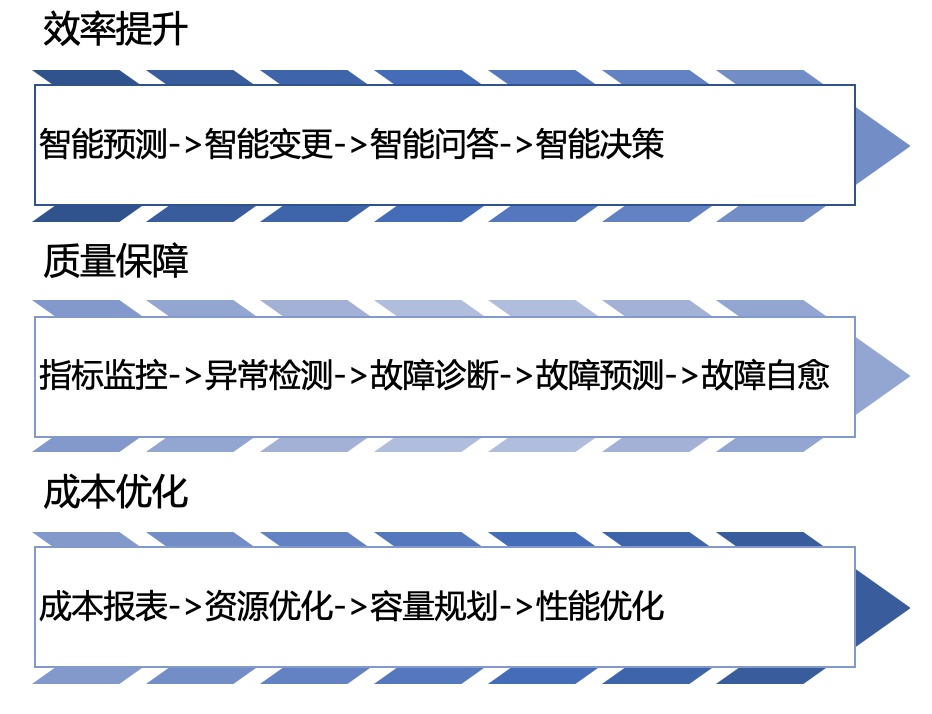 效率提升
智能预测->智能变更->智能问答->智能决策
质量保障
指标监控->异常检测->故障诊断->故障预测->故障自愈
成本优化
成本报表->资源优化->容量规划->性能优化